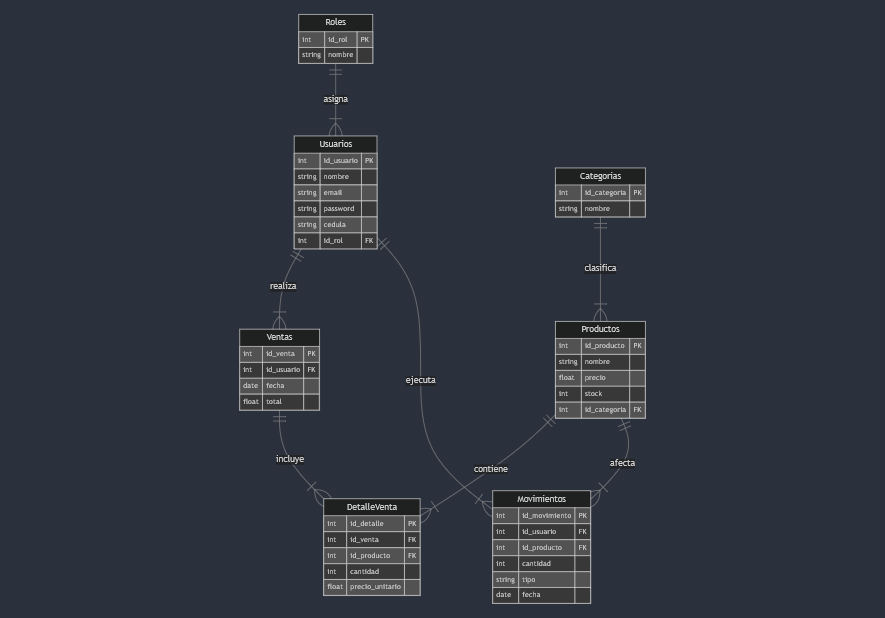 Roles
int id_rol PK
string nombre
asigna
Usuarios
int id_usuario PK
string nombre
string email
string password
string cedula
int id_rol FK
Categorias
int id_categoria PK
string nombre
realiza
clasifica
Ventas
int id_venta PK
int id_usuario FK
date fecha
float total
Productos
int id_producto PK
string nombre
float precio
int stock
int id_categoria FK
ejecuta
incluye
contiene
afecta
DetalleVenta
int id_detalle PK
int id_venta FK
int id_producto FK
int cantidad
float precio_unitario
Movimientos
int id_movimiento PK
int id_usuario FK
int id_producto FK
int cantidad
string tipo
date fecha